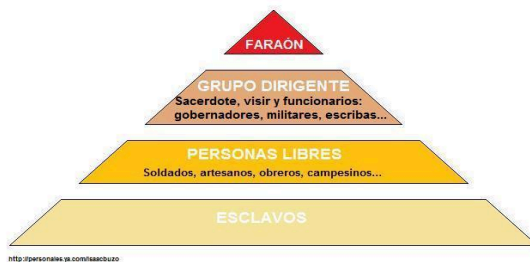 FARAÓN
GRUPO DIRIGENTE
Sacerdote, visir y funcionarios:
gobernadores, militares, escribas...
PERSONAS LIBRES
Soldados, artesanos, obreros, campesinos...
ESCLAVOS
http://personales.ya.com/isaacbuzo